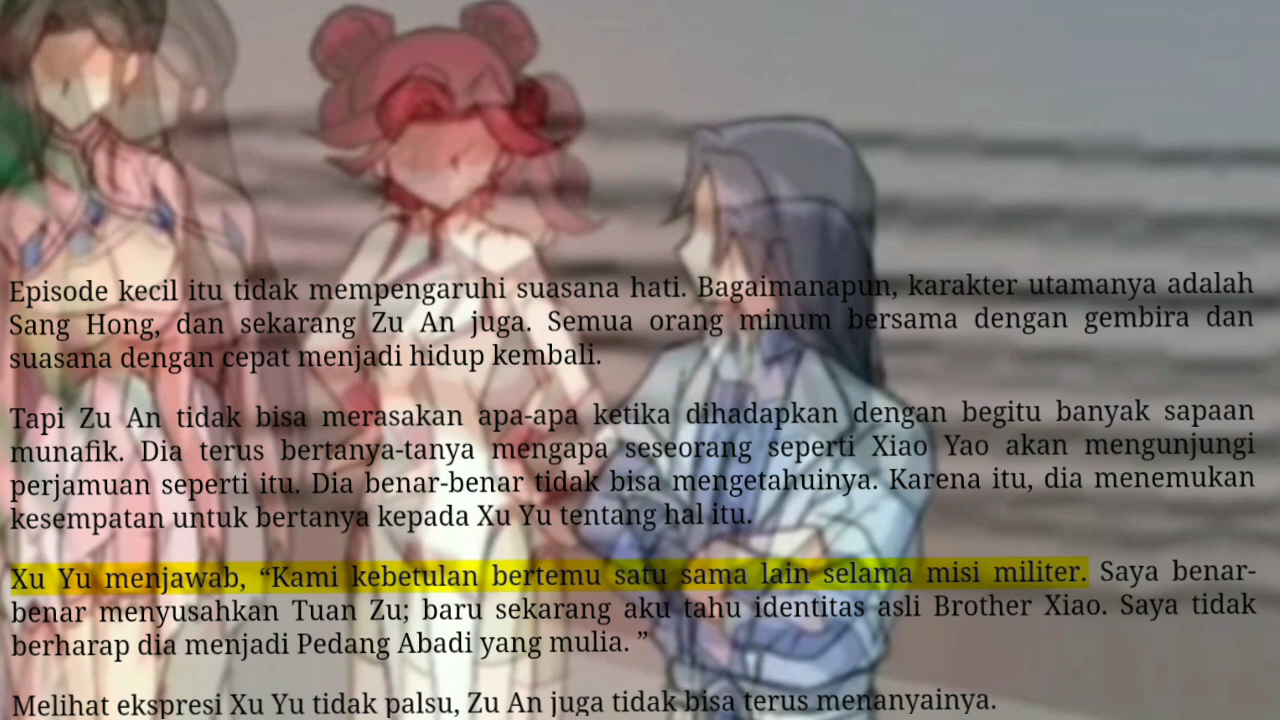 Episode kecil itu tidak mempengaruhi suasana hati. Bagaimanapun, karakter utamanya adalah
Sang Hong, dan sekarang Zu An juga. Semua orang minum bersama dengan gembira dan
suasana dengan cepat menjadi hidup kembali.
Tapi Zu An tidak bisa merasakan apa-apa ketika dihadapkan dengan begitu banyak sapaan
munafik. Dia terus bertanya-tanya mengapa seseorang seperti Xiao Yao akan mengunjungi
perjamuan seperti itu. Dia benar-benar tidak bisa mengetahuinya. Karena itu, dia menemukan
kesempatan untuk bertanya kepada Xu Yu tentang hal itu.
Xu Yu menjawab, “Kami kebetulan bertemu satu sama lain selama misi militer. Saya benar-
benar menyusahkan Tuan Zu; baru sekarang aku tahu identitas asli Brother Xiao. Saya tidak
berharap dia menjadi Pedang Abadi yang mulia. ”
Melihat ekspresi Xu Yu tidak palsu, Zu An juga tidak bisa terus menanyainya.